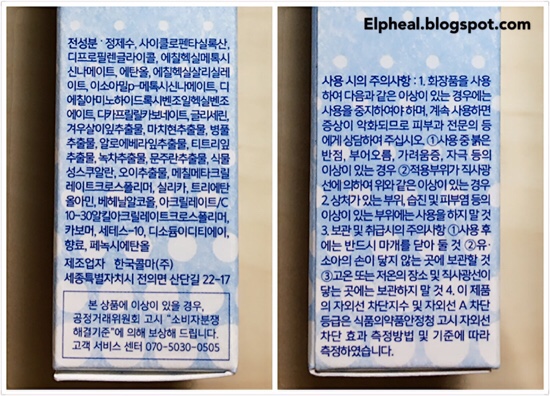 Elpheal.blogspot.com
전성분 : 정제수, 사이클로펜타실록산,
디프로필렌글라이콜, 에칠헥실메톡시
신나메이트, 에탄올, 에칠헥실살리실레
이트, 이소아밀p-메톡시신나메이트, 디
에칠아미노하이드록시벤조일헥실벤조
에이트, 다카프릴릴카보네이트, 글리세린,
겨우살이잎추출물, 마치현추출물, 병풀
추출물, 알로에베라잎추출물, 티트리잎
추출물, 녹차추출물, 문주란추출물, 식물
성스쿠알란, 오이추출물, 메칠메타크릴
레이트크로스폴리머, 실리카, 트리에탄
올아민, 베헤닐알코올, 아크릴레이트/C
10-30알킬아크릴레이트크로스폴리머,
카보머, 세테스-10, 디소듐이디티에이,
향료, 페녹시에탄올
제조업자 한국콜마(주)
세종특별자치시 전의면 산단길 22-17
본 상품에 이상이 있을 경우,
공정거래위원회 고시 "소비자분쟁
해결기준"에 의해 보상해 드립니다.
고객 서비스 센터 070-5030-0505
사용 시의 주의사항 : 1. 화장품을 사용
하여 다음과 같은 이상이 있는 경우에는
사용을 중지하여야 하며, 계속 사용하면
증상이 악화되므로 피부과 전문의 등
에게 상담하여 주십시오. ①사용 중 붉은
반점, 부어오름, 가려움증, 자극 등의
이상이 있는 경우 ②적용부위가 직사광
선에 의하여 위와 같은 이상이 있는 경우
2. 상처가 있는 부위, 습진 및 피부염 등의
이상이 있는 부위에는 사용을 하지 말 것
3. 보관 및 취급시의 주의사항 ①사용 후
에는 반드시 마개를 닫아 둘 것 ②유·
소아의 손이 닿지 않는 곳에 보관할 것
③고온 또는 저온의 장소 및 직사광선이
닿는 곳에는 보관하지 말 것 4. 이 제품
의 자외선 차단지수 및 자외선 A 차단
등급은 식품의약품안전청 고시 자외선
차단 효과 측정방법 및 기준에 따라
측정하였습니다.